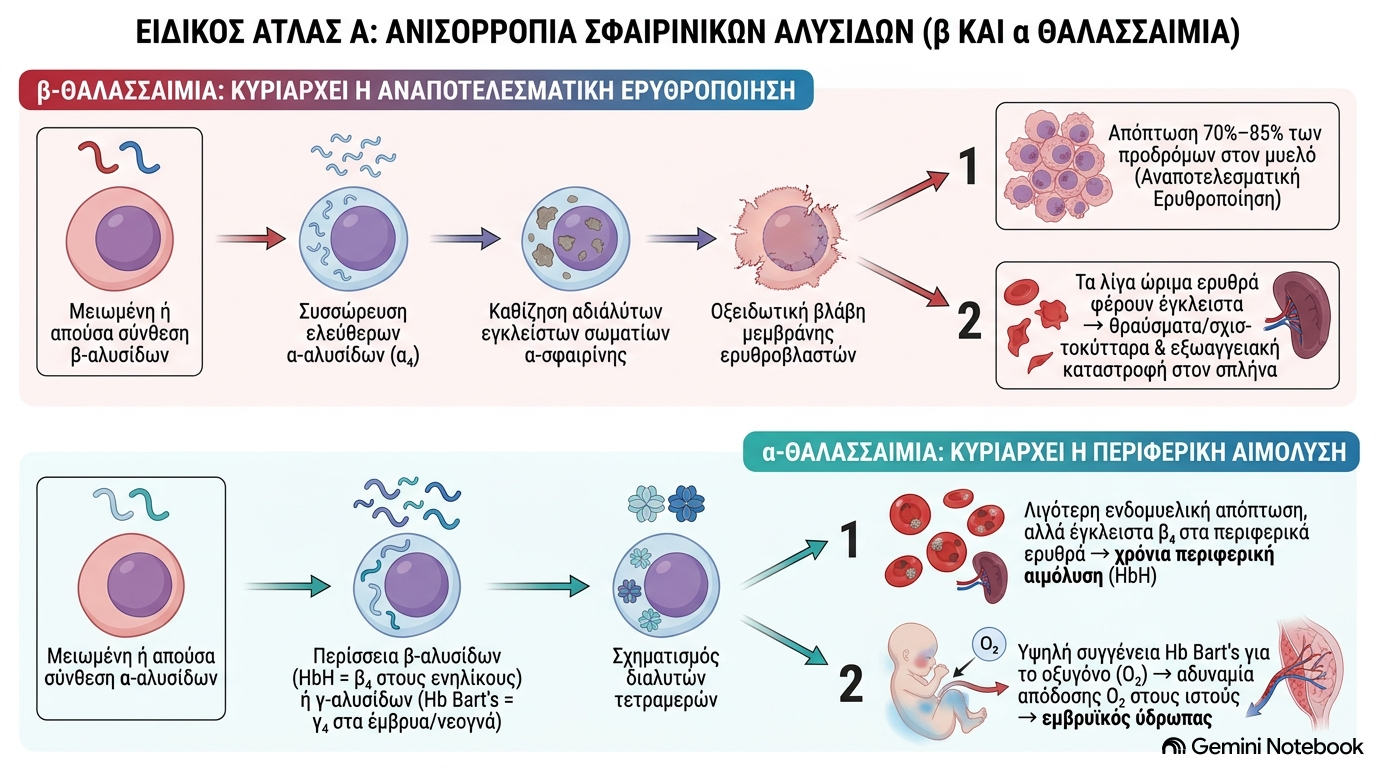 ΕΙΔΙΚΟΣ ΑΤΛΑΣ Α: ΑΝΙΣΟΡΡΟΠΙΑ ΣΦΑΙΡΙΝΙΚΩΝ ΑΛΥΣΙΔΩΝ (β ΚΑΙ α ΘΑΛΑΣΣΑΙΜΙΑ)
β-ΘΑΛΑΣΣΑΙΜΙΑ: ΚΥΡΙΑΡΧΕΙ Η ΑΝΑΠΟΤΕΛΕΣΜΑΤΙΚΗ ΕΡΥΘΡΟΠΟΙΗΣΗ
Μειωμένη ή
απούσα σύνθεση
β-αλυσίδων
Συσσώρευση
ελεύθερων
α-αλυσίδων (α₄)
Καθίζηση αδιάλύτων
εγκλείστων σωματίων
α-σφαιρίνης
Οξειδωτική βλάβη
μεμβράνης
ερυθροβλαστών
1
Απόπτωση 70%–85% των
προδρόμων στον μυελό
(Αναποτελεσματική
Ερυθροποίηση)
2
Τα λίγα ώριμα ερυθρά
φέρουν έγκλειστα
→ θραύσματα/σχισ-
τοκύτταρα & εξωαγγειακή
καταστροφή στον σπλήνα
α-ΘΑΛΑΣΣΑΙΜΙΑ: ΚΥΡΙΑΡΧΕΙ Η ΠΕΡΙΦΕΡΙΚΗ ΑΙΜΟΛΥΣΗ
Μειωμένη ή απούσα
σύνθεση α-αλυσίδων
Περίσσεια β-αλυσίδων
(HbH = β₄ στους ενηλίκους)
ή γ-αλυσίδων (Hb Bart's =
γ₄ στα έμβρυα/νεογνά)
Σχηματισμός
διαλυτών
τετραμερών
1
Λιγότερη ενδομυελική απόπτωση,
αλλά έγκλειστα β₄ στα περιφερικά
ερυθρά → χρόνια περιφερική
αιμόλυση (HbH)
2
O₂
Υψηλή συγγένεια Hb Bart's για
το οξυγόνο (O₂) → αδυναμία
απόδοσης O₂ στους ιστούς
→ εμβρυϊκός ύδρωπας
Gemini Notebook